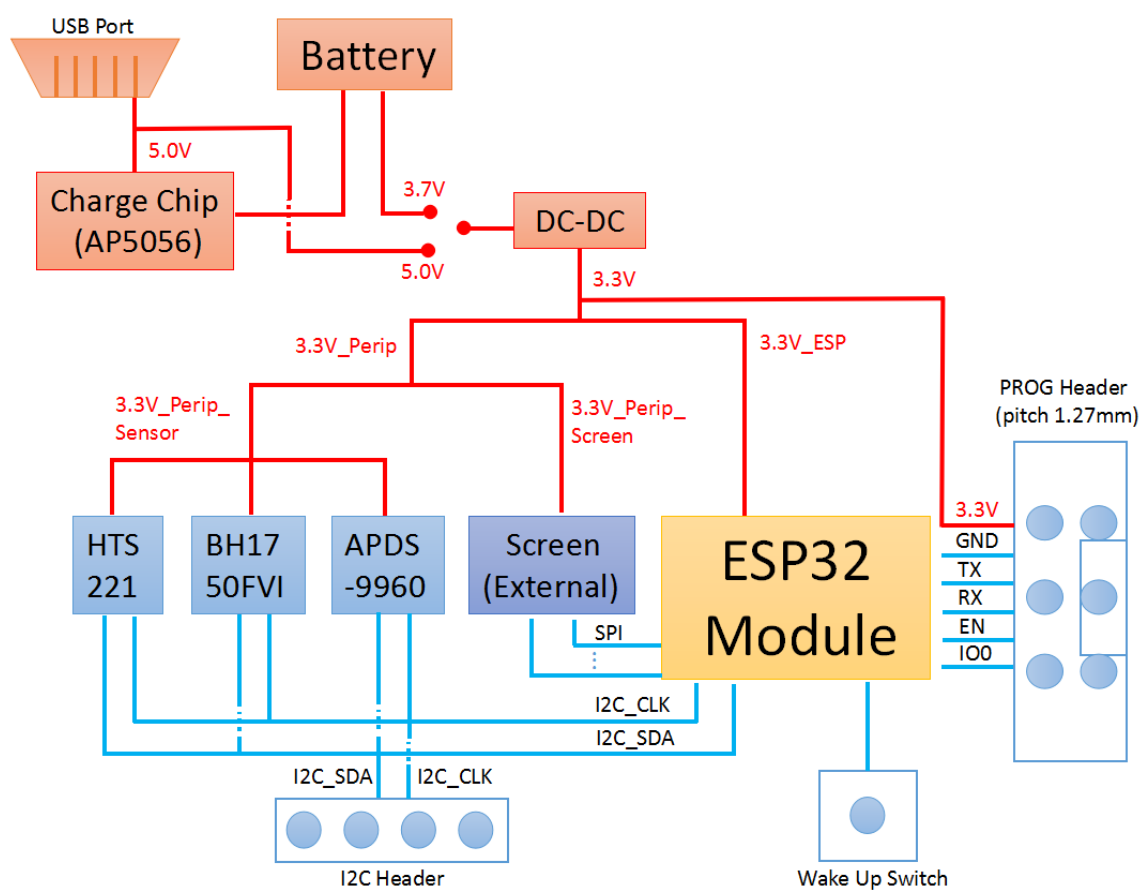 USB Port
Battery
5.0V
Charge Chip
(AP5056)
3.7V
5.0V
DC-DC
3.3V
3.3V_Perip
3.3V_ESP
3.3V_Perip_
Sensor
3.3V_Perip_
Screen
PROG Header
(pitch 1.27mm)
HTS
221
BH17
50FVI
APDS
-9960
Screen
(External)
ESP32
Module
3.3V
GND
TX
RX
EN
IO0
SPI
I2C_CLK
I2C_SDA
I2C_SDA
I2C_CLK
I2C Header
Wake Up Switch